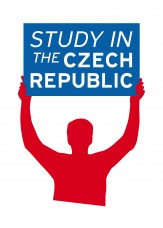 STUDY IN
THE CZECH
REPUBLIC